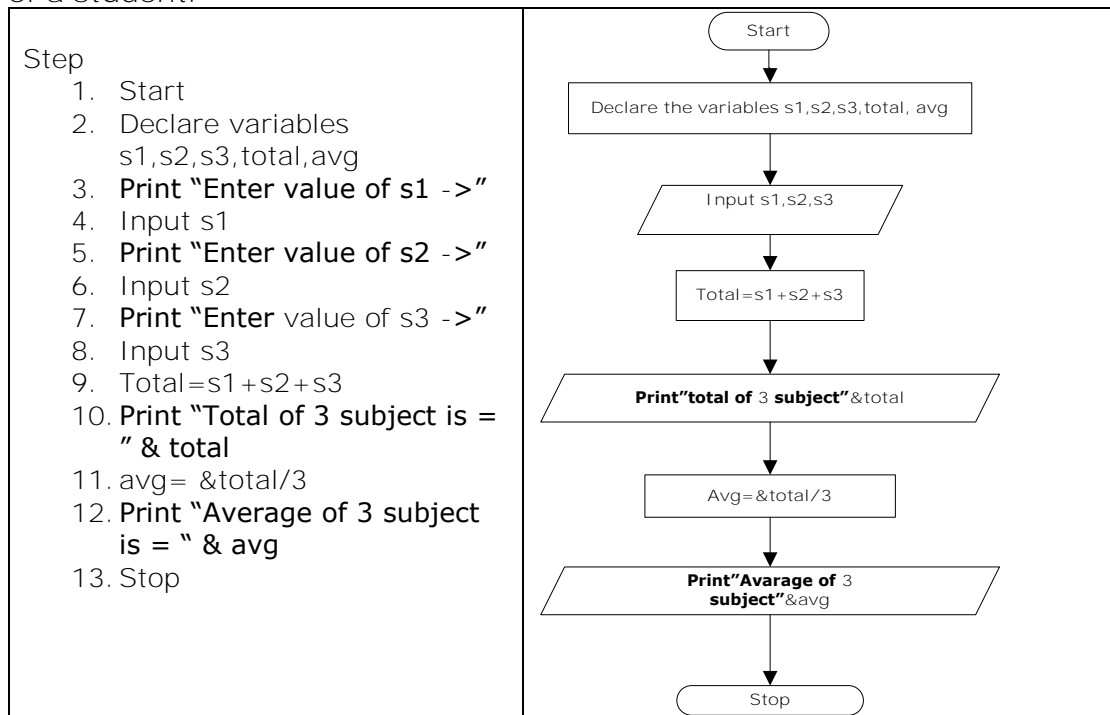 Step
1. Start
2. Declare variables
s1,s2,s3,total,avg
3. Print “Enter value of s1 ->”
4. Input s1
5. Print “Enter value of s2 ->”
6. Input s2
7. Print “Enter value of s3 ->”
8. Input s3
9. Total=s1+s2+s3
10. Print “Total of 3 subject is =
” & total
11. avg= &total/3
12. Print “Average of 3 subject
is = “ & avg
13. Stop
Start
Declare the variables s1,s2,s3,total, avg
Input s1,s2,s3
Total=s1+s2+s3
Print"total of 3 subject"&total
Avg=&total/3
Print"Avarage of 3
subject"&avg
Stop